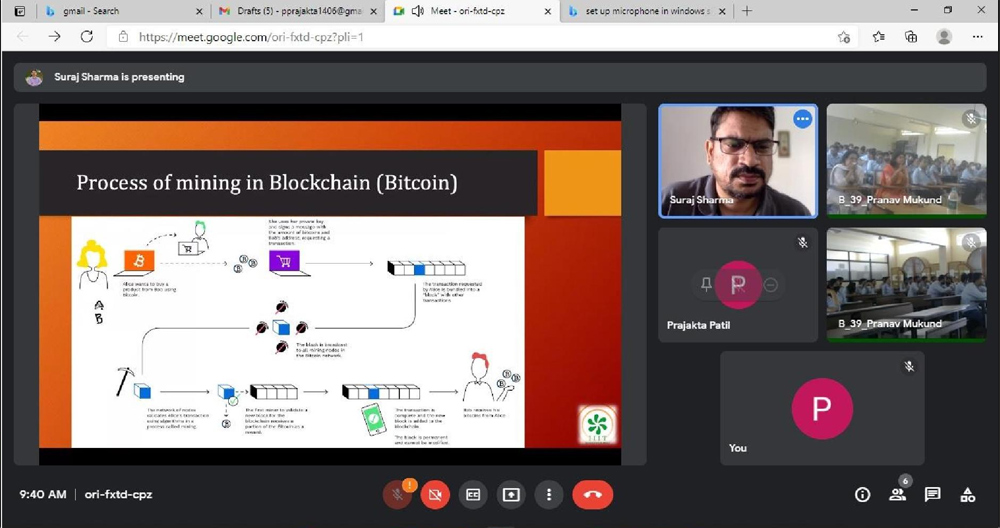 gmail - Search
Drafts (5) - pprajakta1406@gma
Meet - ori-fxtd-cpz
set up microphone in windows s
https://meet.google.com/ori-fxtd-cpz?pli=1
Suraj Sharma is presenting
Process of mining in Blockchain (Bitcoin)
She uses her private key
and signs a message with
the amount of bitcoins and
Bob's address, requesting a
transaction.
Alice wants to buy a
product from Bob using
Bitcoin.
The transaction requested
by Alice is bundled into a
"block" with other
transactions.
A
B
The block is broadcast
to all mining nodes in
the Bitcoin network.
The network of nodes
validates Alice's transaction
using algorithms in a
process called mining.
The first miner to validate a
new block for the
blockchain receives a
portion of the Bitcoin as a
reward.
The transaction is
complete and the new
block is added to the
blockchain.
The block is permanent
and cannot be modified.
Bob receives his
bitcoins from Alice.
Suraj Sharma
B_39_Pranav Mukund
P
Prajakta Patil
B_39_Pranav Mukund
P
You
9:40 AM
ori-fxtd-cpz
CC
6